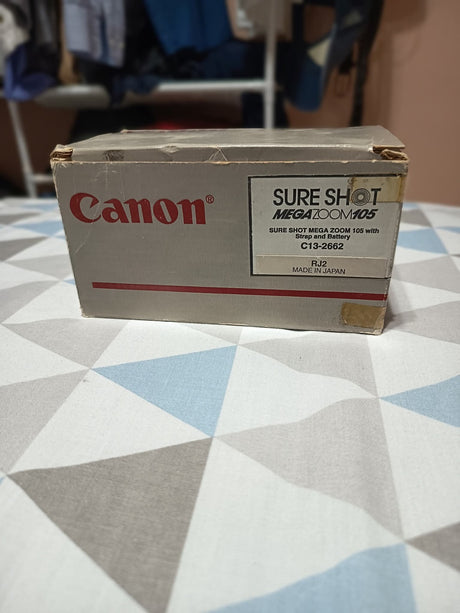 Canon®
SURE SHOT
MEGA ZOOM 105
SURE SHOT MEGA ZOOM 105 with
Strap and Battery
C13-2662
RJ2
MADE IN JAPAN